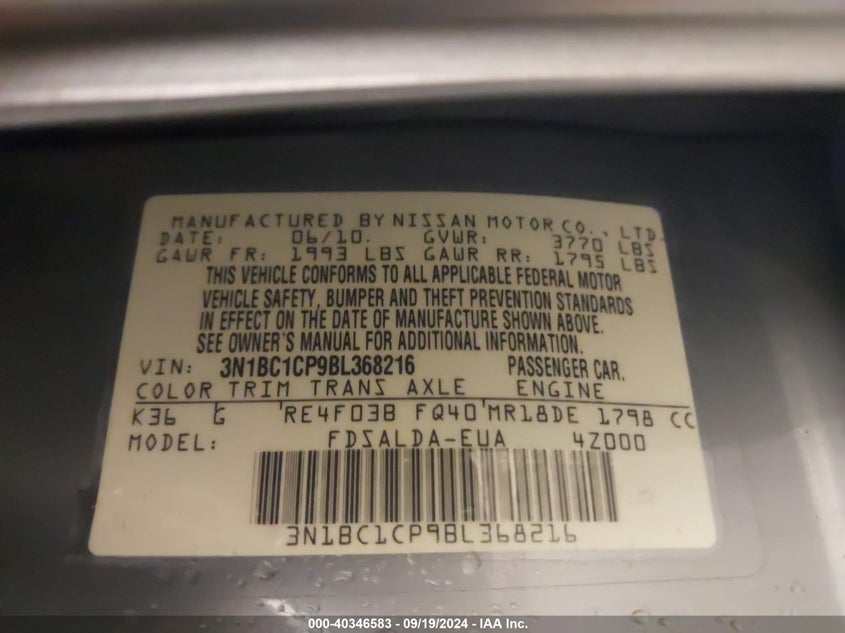 MANUFACTURED BY NISSAN MOTOR CO., LTD.
DATE: 06/10. GVWR: 3770 LBS
GAWR FR: 1993 LBS GAWR RR: 1795 LBS
THIS VEHICLE CONFORMS TO ALL APPLICABLE FEDERAL MOTOR
VEHICLE SAFETY, BUMPER AND THEFT PREVENTION STANDARDS
IN EFFECT ON THE DATE OF MANUFACTURE SHOWN ABOVE.
SEE OWNER'S MANUAL FOR ADDITIONAL INFORMATION.
VIN: 3N1BC1CP9BL368216 PASSENGER CAR.
COLOR TRIM TRANS AXLE ENGINE
K36 G RE4F03B FQ40 MR18DE 1798 CC
MODEL: FDSALDA-EUA 4Z000
3N1BC1CP9BL368216
000-40346583 - 09/19/2024 - IAA Inc.